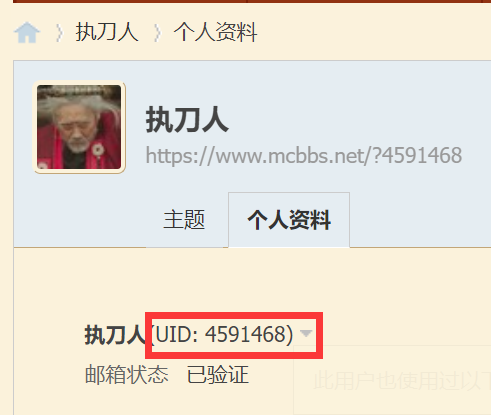 执刀人 个人资料
执刀人
https://www.mcbbs.net/?4591468
主题 个人资料
执刀人(UID: 4591468)
邮箱状态 已验证
此用户也使用过以下